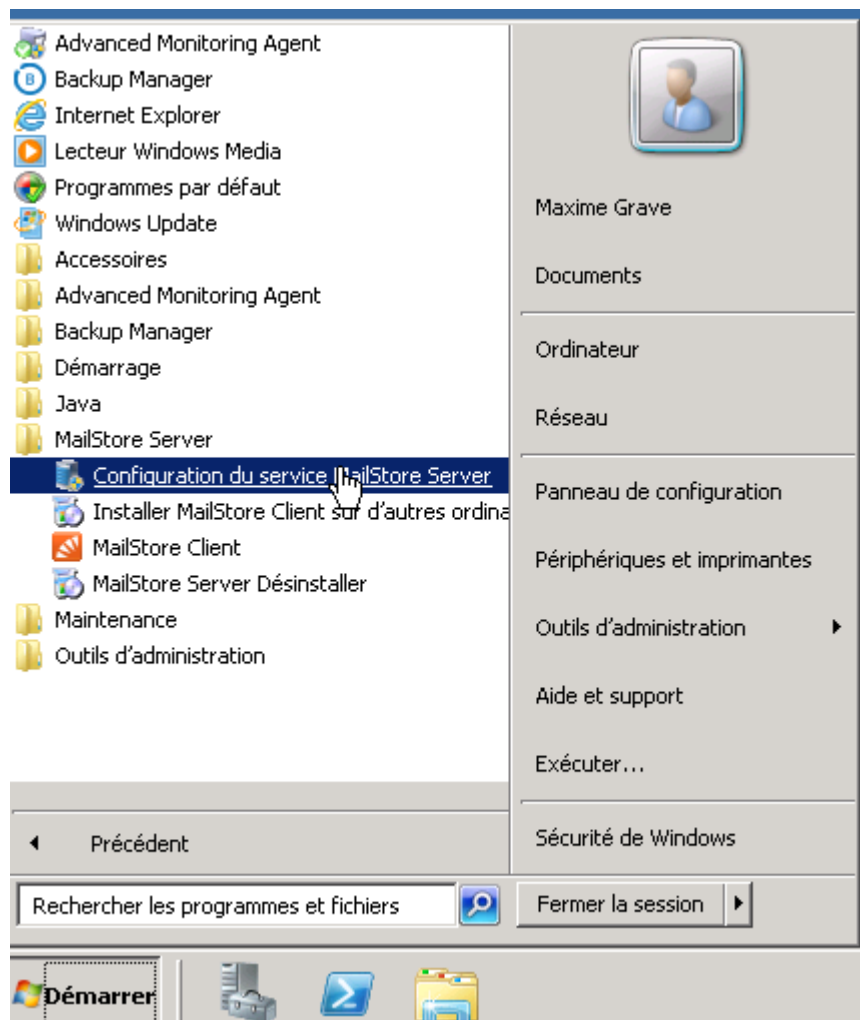 Advanced Monitoring Agent
Backup Manager
Internet Explorer
Lecteur Windows Media
Programmes par défaut
Windows Update
Accessoires
Advanced Monitoring Agent
Backup Manager
Démarrage
Java
MailStore Server
Configuration du service MailStore Server
Installer MailStore Client sur d'autres ordina
MailStore Client
MailStore Server Désinstaller
Maintenance
Outils d'administration
Précédent
Rechercher les programmes et fichiers
Maxime Grave
Documents
Ordinateur
Réseau
Panneau de configuration
Périphériques et imprimantes
Outils d'administration
Aide et support
Exécuter...
Sécurité de Windows
Fermer la session
Démarrer